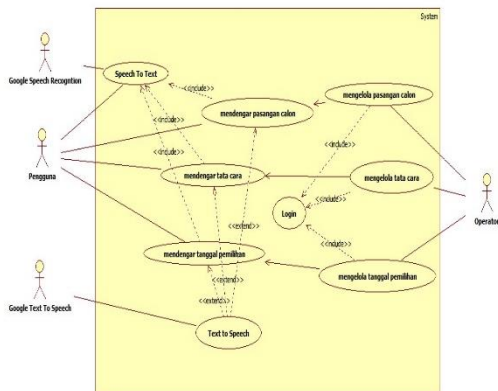 System
Google Speech Recogntion
Speech To Text
<<include>>
mendengar pasangan calon
mengelola pasangan calon
<<include>>
<<include>>
<<include>>
Pengguna
mendengar tata cara
mengelola tata cara
<<include>>
Login
Operator
<<extend>>
<<include>>
mendengar tanggal pemilihan
mengelola tanggal pemilihan
<<extend>>
<<extend>>
Google Text To Speech
Text to Speech